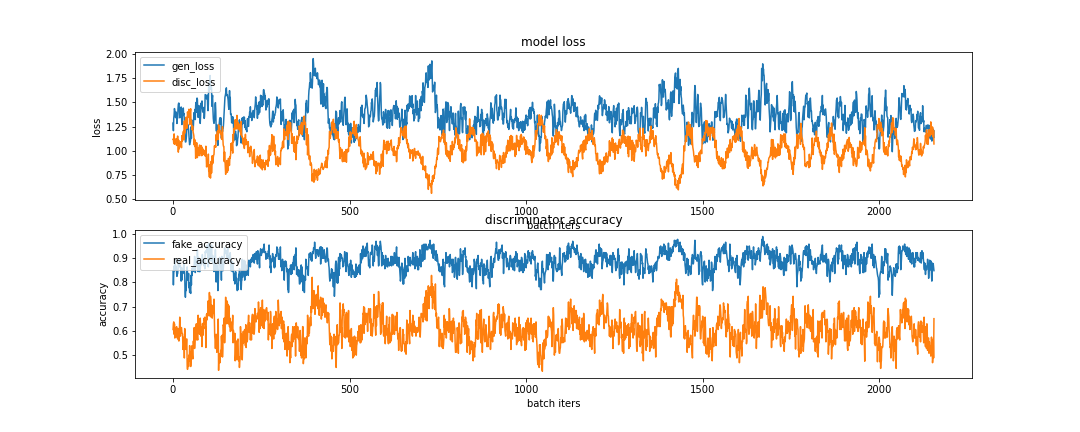 model loss
2.00
1.75
1.50
1.25
1.00
0.75
0.50
loss
gen_loss
disc_loss
0
500
1000
1500
2000
batch iters
discriminator accuracy
1.0
0.9
0.8
0.7
0.6
0.5
accuracy
fake_accuracy
real_accuracy
0
500
1000
1500
2000
batch iters